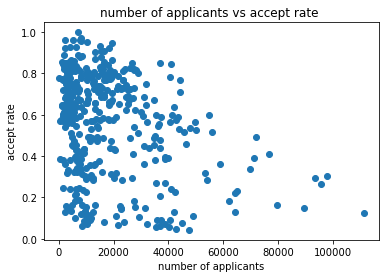 number of applicants vs accept rate
accept rate
1.0
0.8
0.6
0.4
0.2
0.0
0 20000 40000 60000 80000 100000
number of applicants